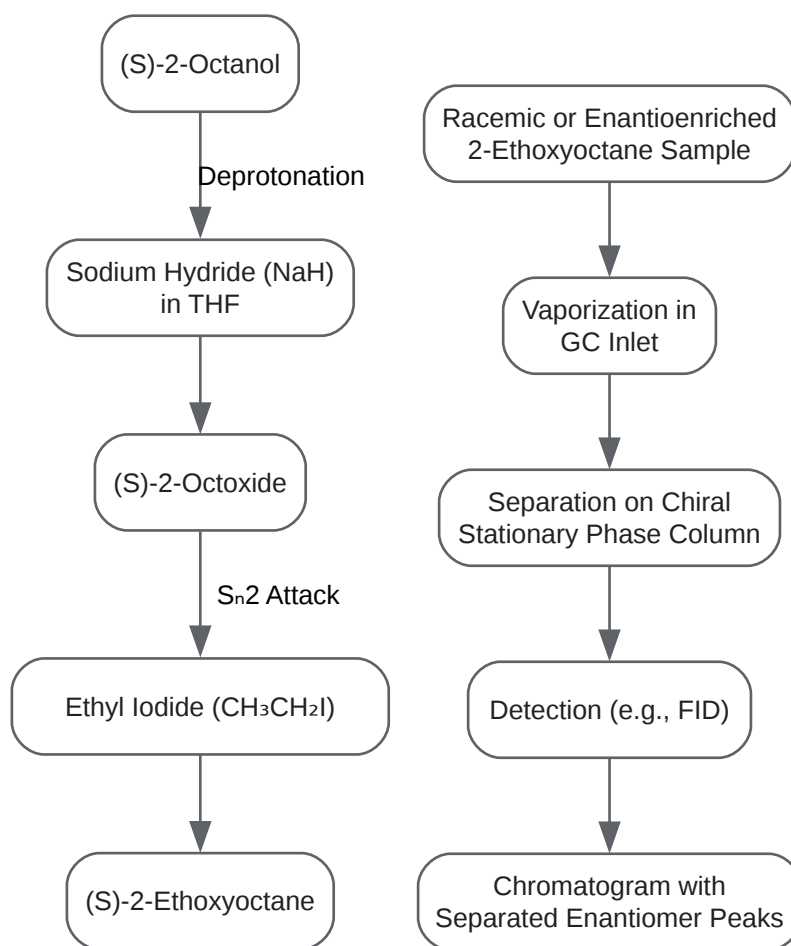 (S)-2-Octanol
Deprotonation
Sodium Hydride (NaH)
in THF
(S)-2-Octoxide
Sₙ2 Attack
Ethyl Iodide (CH₃CH₂I)
(S)-2-Ethoxyoctane
Racemic or Enantioenriched
2-Ethoxyoctane Sample
Vaporization in
GC Inlet
Separation on Chiral
Stationary Phase Column
Detection (e.g., FID)
Chromatogram with
Separated Enantiomer Peaks